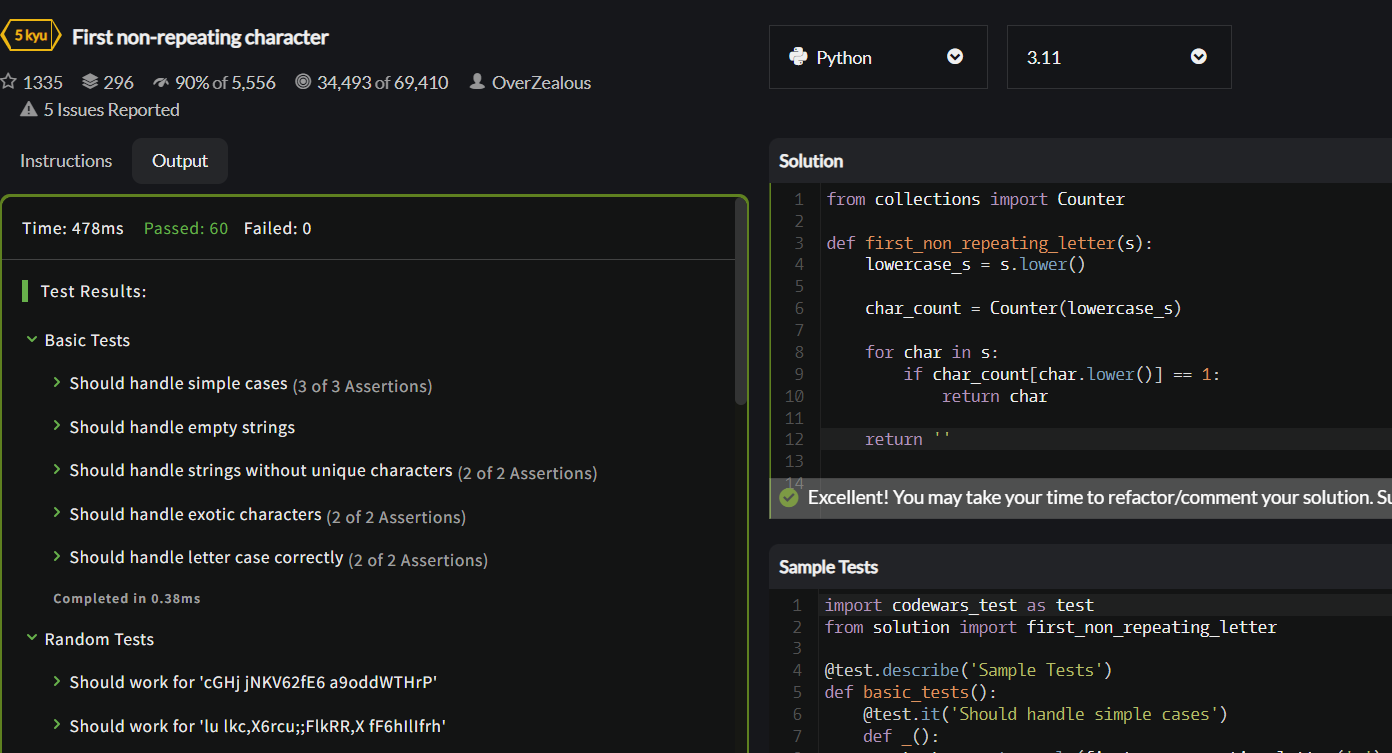 5 kyu First non-repeating character
1335 296 90% of 5,556 34,493 of 69,410 OverZealous
5 Issues Reported
Instructions Output
Time: 478ms Passed: 60 Failed: 0
Test Results:
Basic Tests
Should handle simple cases (3 of 3 Assertions)
Should handle empty strings
Should handle strings without unique characters (2 of 2 Assertions)
Should handle exotic characters (2 of 2 Assertions)
Should handle letter case correctly (2 of 2 Assertions)
Completed in 0.38ms
Random Tests
Should work for 'cGHj jNKV62fE6 a9oddWTHrP'
Should work for 'lu lkc,X6rcu;;FlkRR,X fF6hIlIfrh'
Python 3.11
Solution
1 from collections import Counter
2
3 def first_non_repeating_letter(s):
4 lowercase_s = s.lower()
5
6 char_count = Counter(lowercase_s)
7
8 for char in s:
9 if char_count[char.lower()] == 1:
10 return char
11
12 return ''
13
14
Excellent! You may take your time to refactor/comment your solution. Su
Sample Tests
1 import codewars_test as test
2 from solution import first_non_repeating_letter
3
4 @test.describe('Sample Tests')
5 def basic_tests():
6 @test.it('Should handle simple cases')
7 def _():